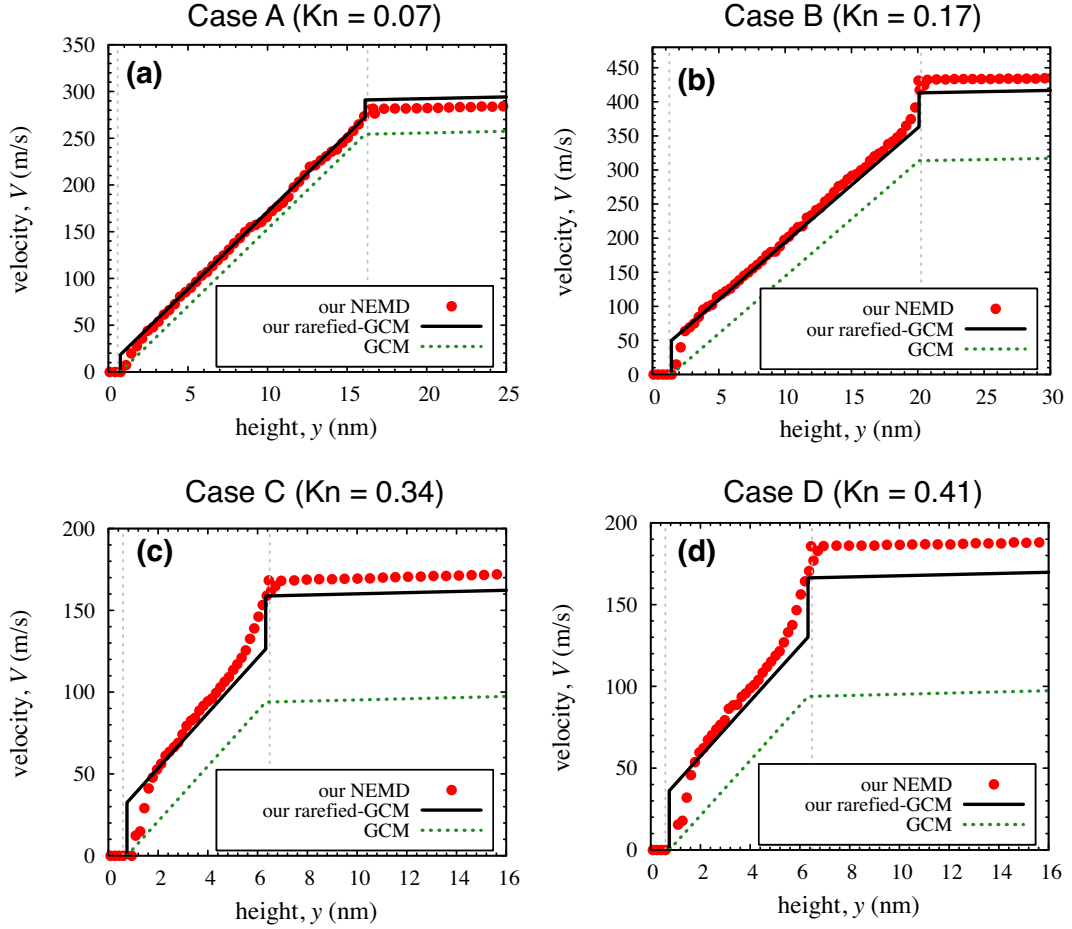 Case A (Kn = 0.07)
350
300
250
200
150
100
50
0
velocity, V (m/s)
(a)
our NEMD
our rarefied-GCM
GCM
0 5 10 15 20 25
height, y (nm)
Case B (Kn = 0.17)
450
400
350
300
250
200
150
100
50
0
velocity, V (m/s)
(b)
our NEMD
our rarefied-GCM
GCM
0 5 10 15 20 25 30
height, y (nm)
Case C (Kn = 0.34)
200
150
100
50
0
velocity, V (m/s)
(c)
our NEMD
our rarefied-GCM
GCM
0 2 4 6 8 10 12 14 16
height, y (nm)
Case D (Kn = 0.41)
200
150
100
50
0
velocity, V (m/s)
(d)
our NEMD
our rarefied-GCM
GCM
0 2 4 6 8 10 12 14 16
height, y (nm)